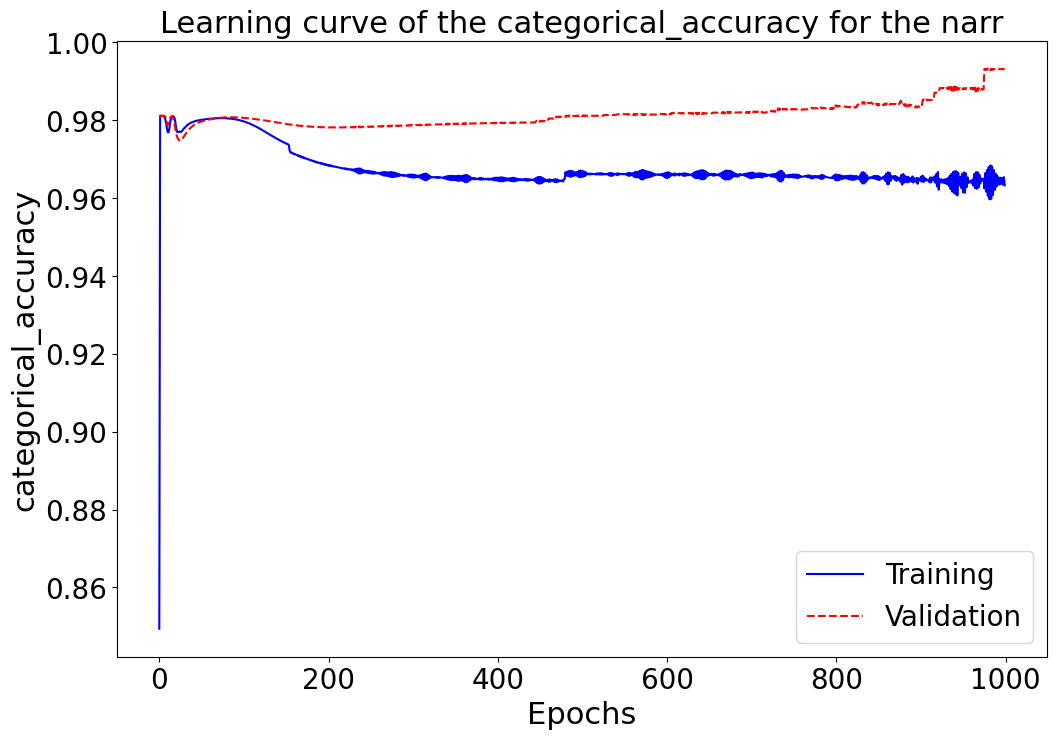 Learning curve of the categorical_accuracy for the narr
categorical_accuracy
1.00
0.98
0.96
0.94
0.92
0.90
0.88
0.86
Training
Validation
0 200 400 600 800 1000
Epochs